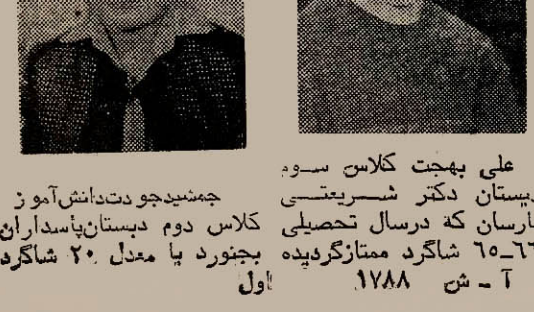 علی بهجت کلاس سوم
دبستان دکتر شریعتی
پارسان که درسال تحصیلی
۶۵-۶۶ شاگرد ممتازگردیده
آ - ش ۱۷۸۸
جمشیدجودت‌دانش‌آموز
کلاس دوم دبستان‌پاسداران
بجنورد با معدل ۲۰ شاگرد
اول